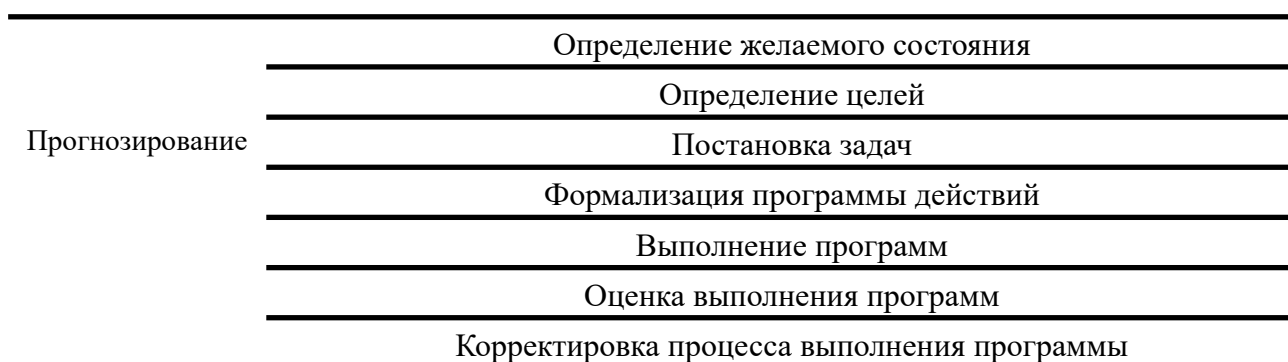 Определение желаемого состояния
Определение целей
Прогнозирование
Постановка задач
Формализация программы действий
Выполнение программ
Оценка выполнения программ
Корректировка процесса выполнения программы